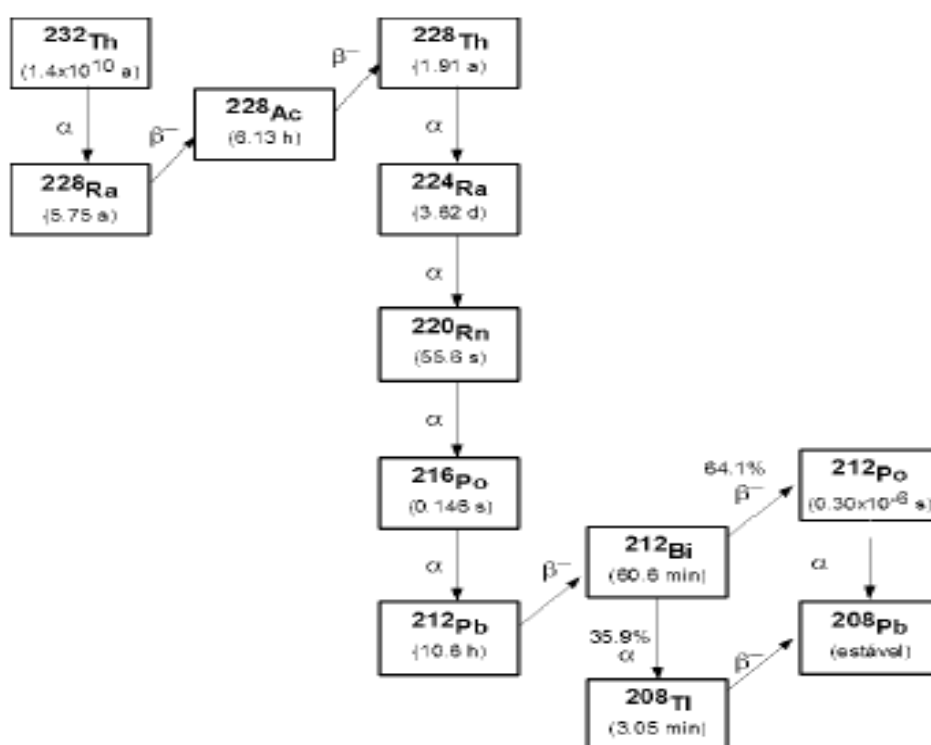 232Th
(1.4x10^10 a)
α
228Ra
(5.75 a)
β−
228Ac
(6.13 h)
β−
228Th
(1.91 a)
α
224Ra
(3.62 d)
α
220Rn
(55.6 s)
α
216Po
(0.146 s)
α
212Pb
(10.6 h)
β−
212Bi
(60.6 min)
64.1%
β−
212Po
(0.30x10^-6 s)
α
208Pb
(estável)
35.9%
α
208Tl
(3.05 min)
β−